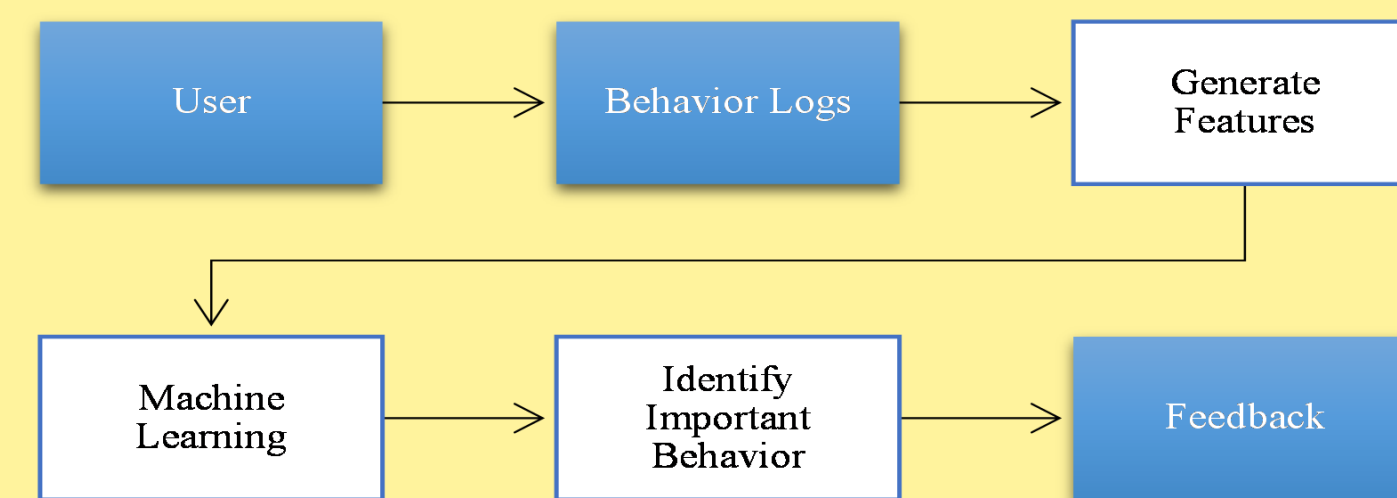 User
Behavior Logs
Generate
Features
Machine
Learning
Identify
Important
Behavior
Feedback